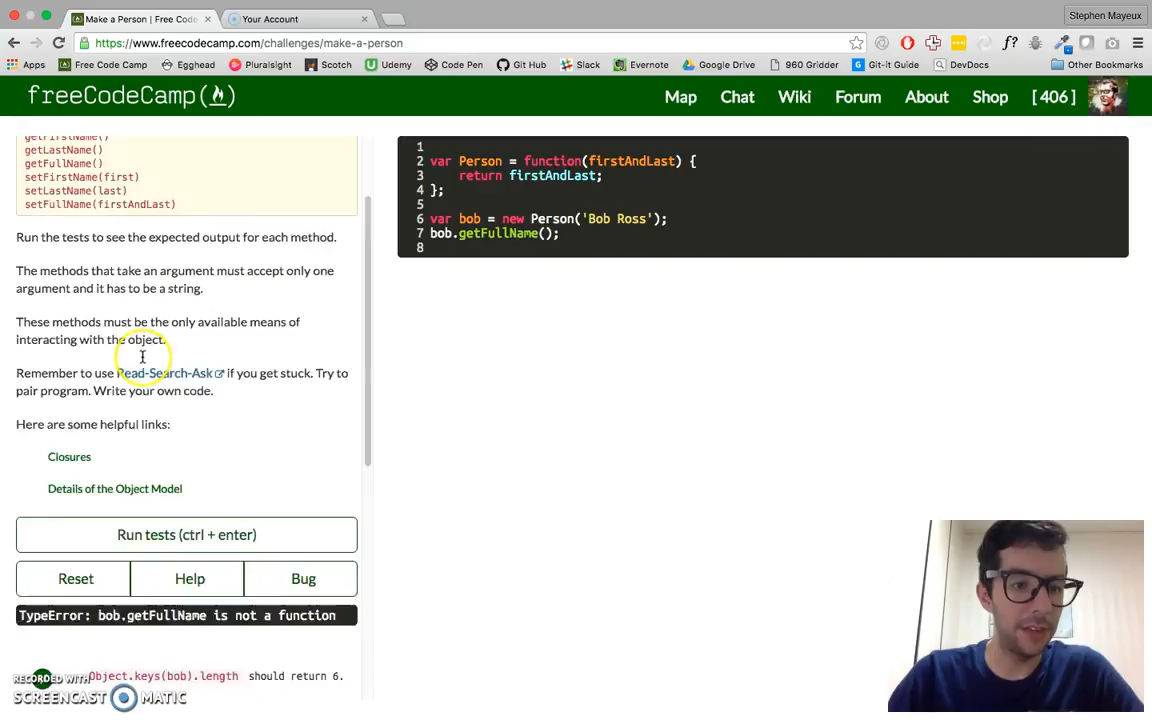 Make a Person | Free Code
Your Account
Stephen Mayeux
https://www.freecodecamp.com/challenges/make-a-person
Apps Free Code Camp Egghead Pluralsight Scotch Udemy Code Pen Git Hub Slack Evernote Google Drive 960 Gridder Git-it Guide DevDocs Other Bookmarks
freeCodeCamp Map Chat Wiki Forum About Shop [ 406 ]
getFirstName()
getLastName()
getFullName()
setFirstName(first)
setLastName(last)
setFullName(firstAndLast)
Run the tests to see the expected output for each method.
The methods that take an argument must accept only one
argument and it has to be a string.
These methods must be the only available means of
interacting with the object.
Remember to use Read-Search-Ask if you get stuck. Try to
pair program. Write your own code.
Here are some helpful links:
Closures
Details of the Object Model
Run tests (ctrl + enter)
Reset Help Bug
TypeError: bob.getFullName is not a function
Object.keys(bob).length should return 6.
RECORDED WITH
SCREENCAST MATIC
1
2 var Person = function(firstAndLast) {
3 return firstAndLast;
4 };
5
6 var bob = new Person('Bob Ross');
7 bob.getFullName();
8